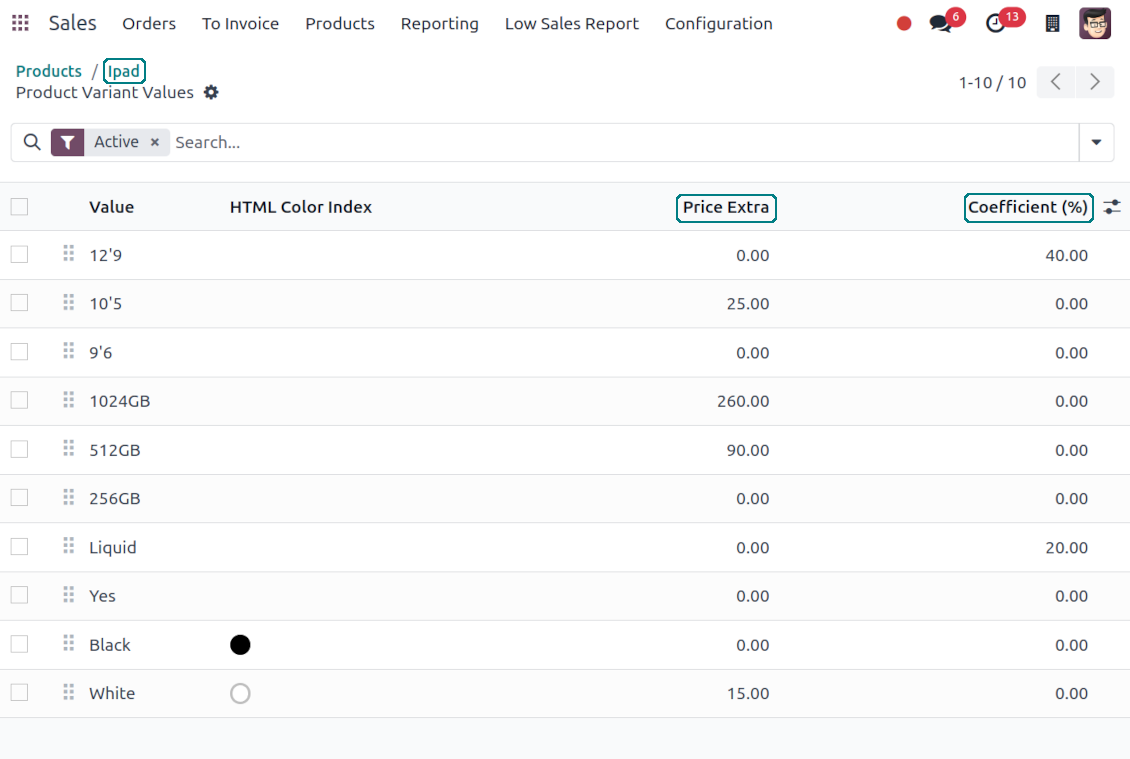 Sales Orders To Invoice Products Reporting Low Sales Report Configuration 6 13
Products / Ipad
Product Variant Values
1-10 / 10
Active × Search...
Value HTML Color Index Price Extra Coefficient (%)
12'9 0.00 40.00
10'5 25.00 0.00
9'6 0.00 0.00
1024GB 260.00 0.00
512GB 90.00 0.00
256GB 0.00 0.00
Liquid 0.00 20.00
Yes 0.00 0.00
Black 0.00 0.00
White 15.00 0.00